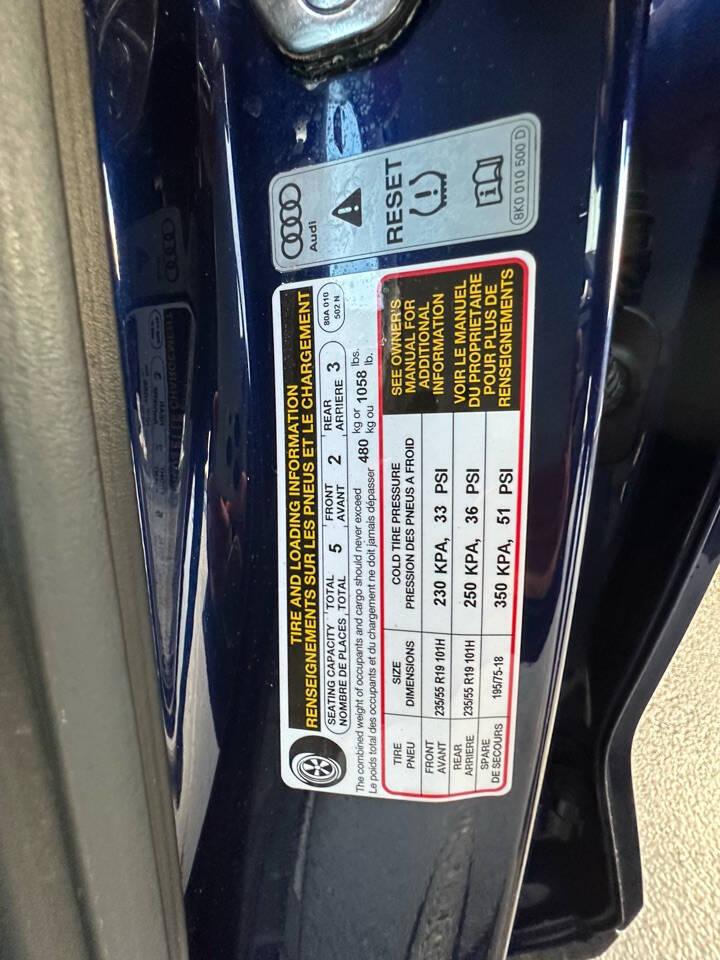 Audi
RESET
8K0 010 500 D
TIRE AND LOADING INFORMATION
RENSEIGNEMENTS SUR LES PNEUS ET LE CHARGEMENT
80A 010
502 N
SEATING CAPACITY TOTAL 5 FRONT 2 REAR 3
NOMBRE DE PLACES TOTAL AVANT ARRIERE
The combined weight of occupants and cargo should never exceed 480 kg or 1058 lbs.
Le poids total des occupants et du chargement ne doit jamais dépasser kg ou lb.
TIRE SIZE COLD TIRE PRESSURE
PNEU DIMENSIONS PRESSION DES PNEUS A FROID
FRONT
AVANT 235/55 R19 101H 230 KPA, 33 PSI
REAR
ARRIERE 235/55 R19 101H 250 KPA, 36 PSI
SPARE
DE SECOURS 195/75-18 350 KPA, 51 PSI
SEE OWNER'S
MANUAL FOR
ADDITIONAL
INFORMATION
VOIR LE MANUEL
DU PROPRIETAIRE
POUR PLUS DE
RENSEIGNEMENTS